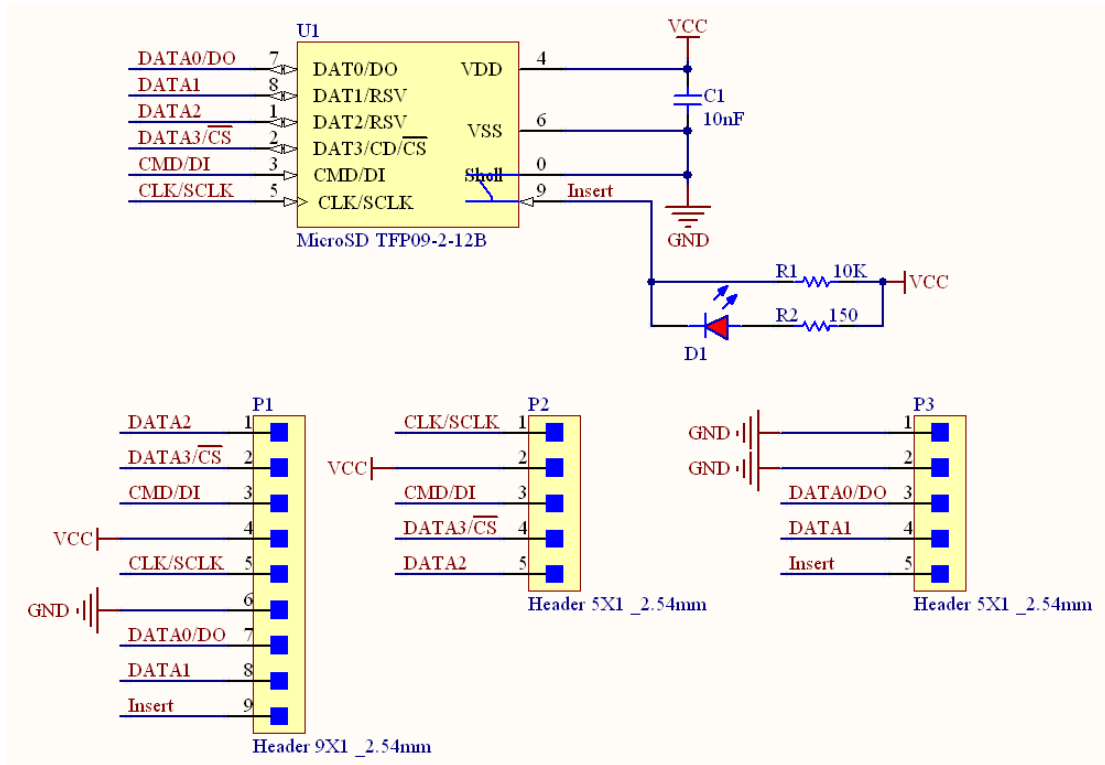 U1
VCC
DATA0/DO 7 DAT0/DO VDD 4
DATA1 8 DAT1/RSV
C1
DATA2 1 DAT2/RSV
10nF
VSS 6
DATA3/CS 2 DAT3/CD/CS
CMD/DI 3 CMD/DI Shell 0
CLK/SCLK 5 CLK/SCLK 9 Insert
MicroSD TFP09-2-12B
GND
R1 10K
VCC
R2 150
D1
P1
DATA2 1
DATA3/CS 2
CMD/DI 3
VCC 4
CLK/SCLK 5
GND 6
DATA0/DO 7
DATA1 8
Insert 9
Header 9X1 _2.54mm
P2
CLK/SCLK 1
VCC 2
CMD/DI 3
DATA3/CS 4
DATA2 5
Header 5X1 _2.54mm
P3
GND 1
GND 2
DATA0/DO 3
DATA1 4
Insert 5
Header 5X1 _2.54mm